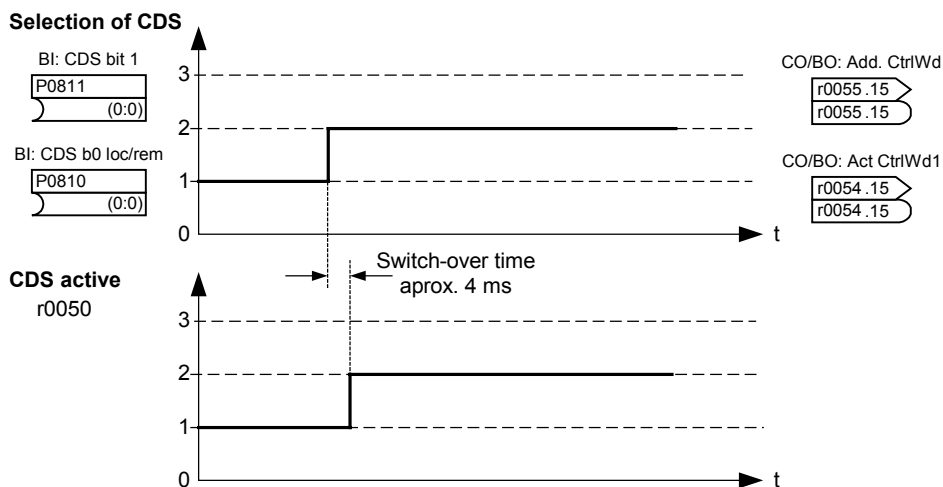 Selection of CDS
BI: CDS bit 1
P0811
(0:0)
BI: CDS b0 loc/rem
P0810
(0:0)
3
2
1
0
t
CO/BO: Add. CtrlWd
r0055 .15
r0055 .15
CO/BO: Act CtrlWd1
r0054 .15
r0054 .15
Switch-over time
aprox. 4 ms
CDS active
r0050
3
2
1
0
t